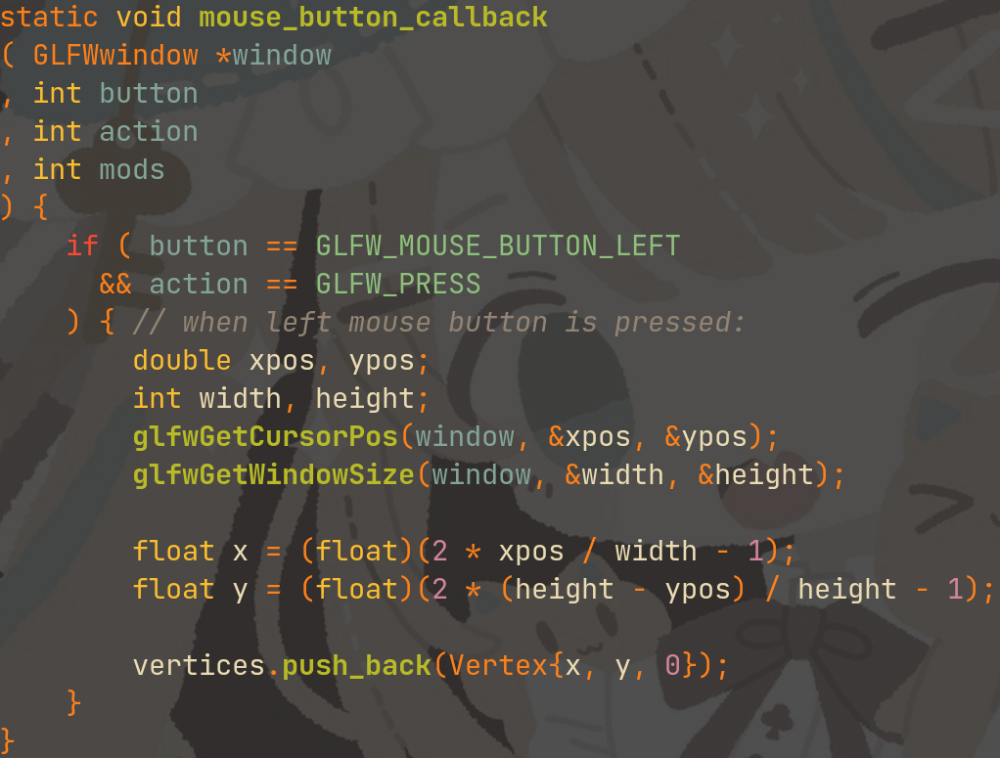 static void mouse_button_callback
( GLFWwindow *window
, int button
, int action
, int mods
) {
    if ( button == GLFW_MOUSE_BUTTON_LEFT
      && action == GLFW_PRESS
    ) { // when left mouse button is pressed:
        double xpos, ypos;
        int width, height;
        glfwGetCursorPos(window, &xpos, &ypos);
        glfwGetWindowSize(window, &width, &height);

        float x = (float)(2 * xpos / width - 1);
        float y = (float)(2 * (height - ypos) / height - 1);

        vertices.push_back(Vertex{x, y, 0});
    }
}